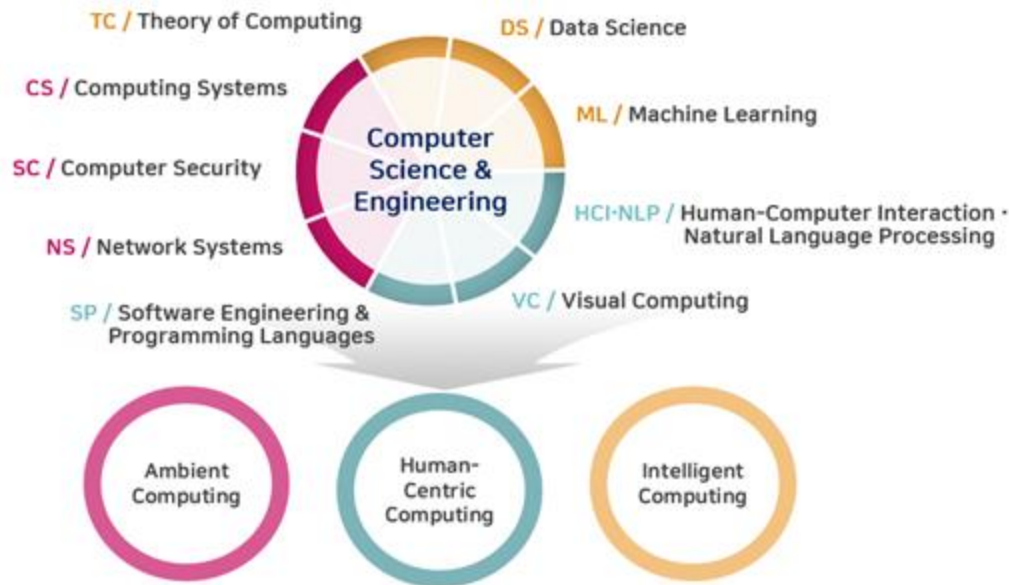 TC / Theory of Computing
DS / Data Science
CS / Computing Systems
ML / Machine Learning
Computer
Science &
Engineering
SC / Computer Security
HCI·NLP / Human-Computer Interaction ·
Natural Language Processing
NS / Network Systems
VC / Visual Computing
SP / Software Engineering &
Programming Languages
Ambient
Computing
Human-
Centric
Computing
Intelligent
Computing